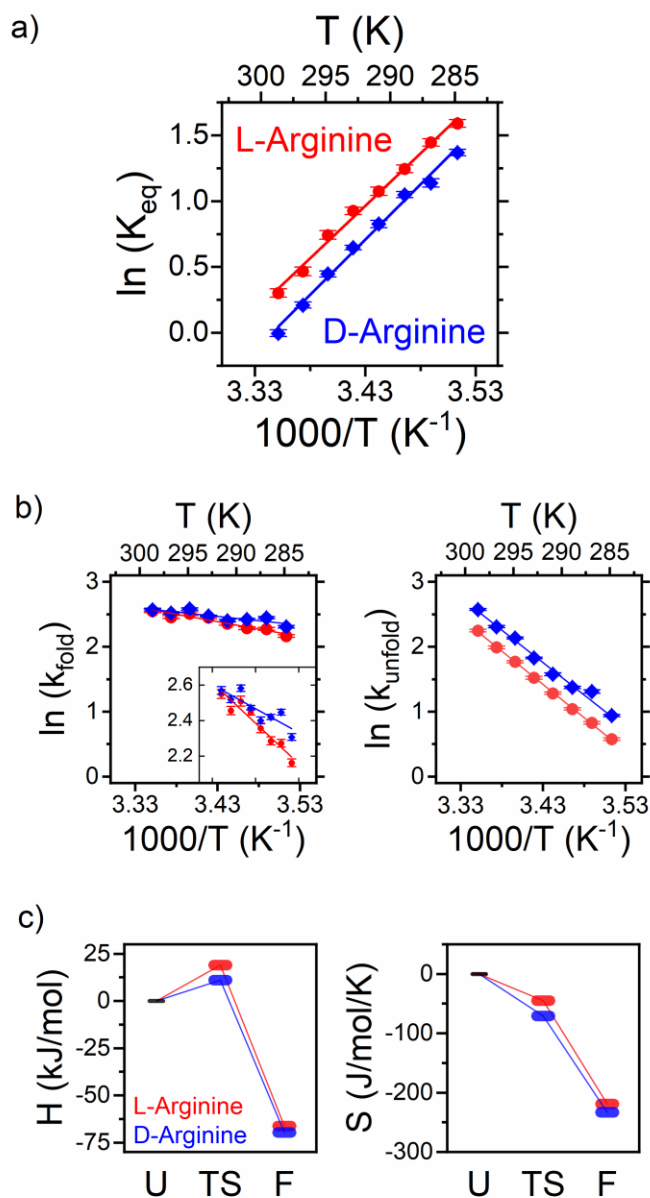 a)
T (K)
300 295 290 285
1.5
1.0
0.5
0.0
ln (Keq)
L-Arginine
D-Arginine
3.33 3.43 3.53
1000/T (K-1)
b)
T (K)
300 295 290 285
3
2
1
0
ln (kfold)
2.6
2.4
2.2
3.33 3.43 3.53
1000/T (K-1)
T (K)
300 295 290 285
3
2
1
0
ln (kunfold)
3.33 3.43 3.53
1000/T (K-1)
c)
25
0
-25
-50
-75
H (kJ/mol)
L-Arginine
D-Arginine
U TS F
0
-100
-200
-300
S (J/mol/K)
U TS F